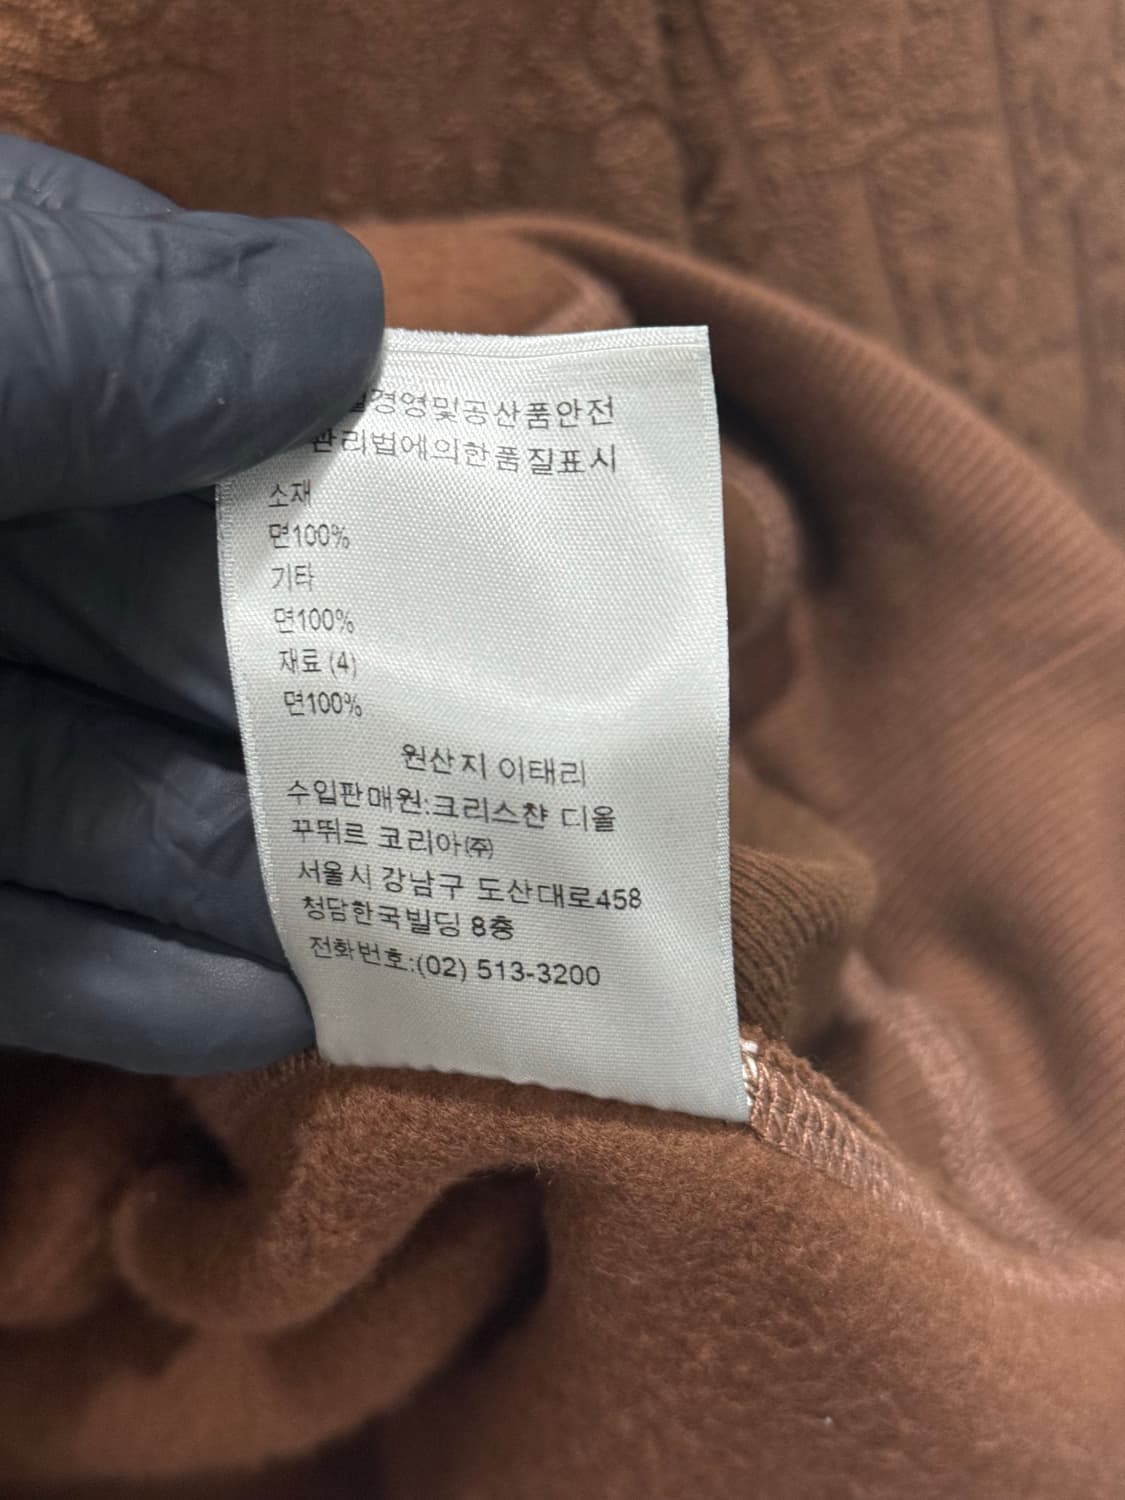 경영및공산품안전
관리법에의한품질표시
소재
면100%
기타
면100%
재료 (4)
면100%
원산지 이태리
수입판매원:크리스챤 디올
꾸뛰르 코리아㈜
서울시 강남구 도산대로458
청담한국빌딩 8층
전화번호:(02) 513-3200